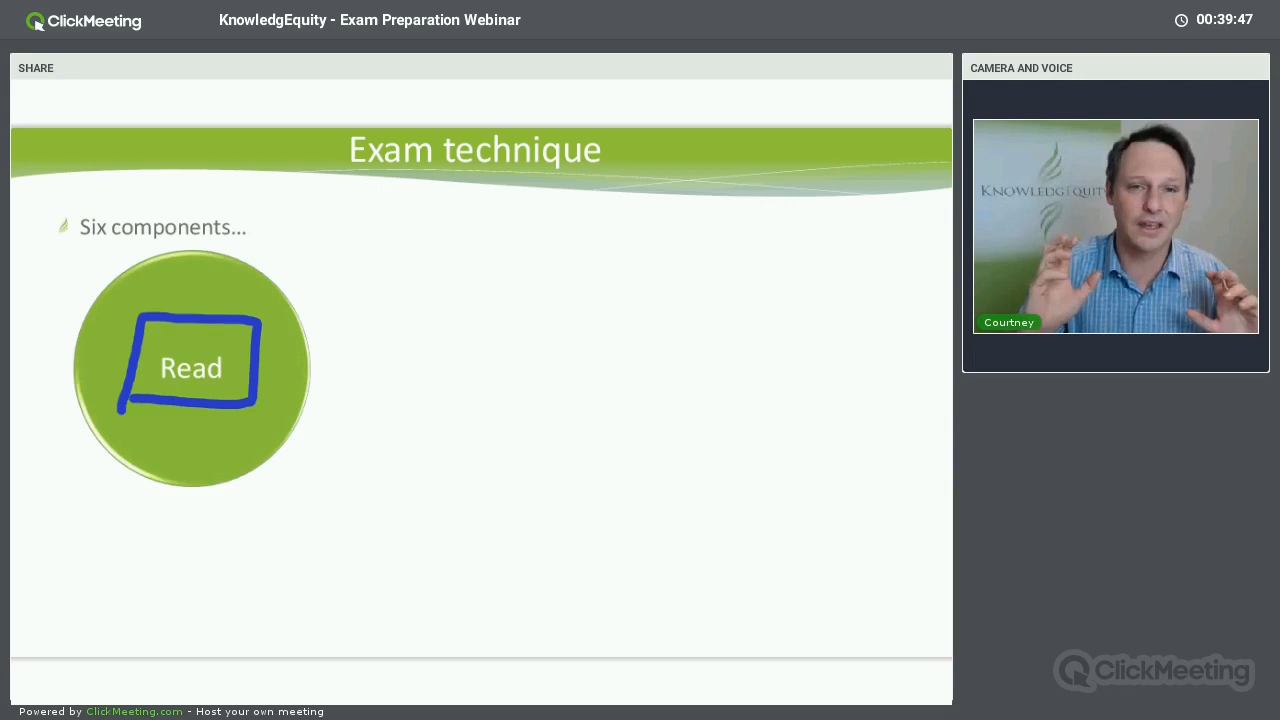 ClickMeeting
KnowledgEquity - Exam Preparation Webinar
00:39:47
SHARE
CAMERA AND VOICE
Exam technique
Six components...
Read
KNOWLEDGEQUITY
Courtney
ClickMeeting
Powered by ClickMeeting.com - Host your own meeting